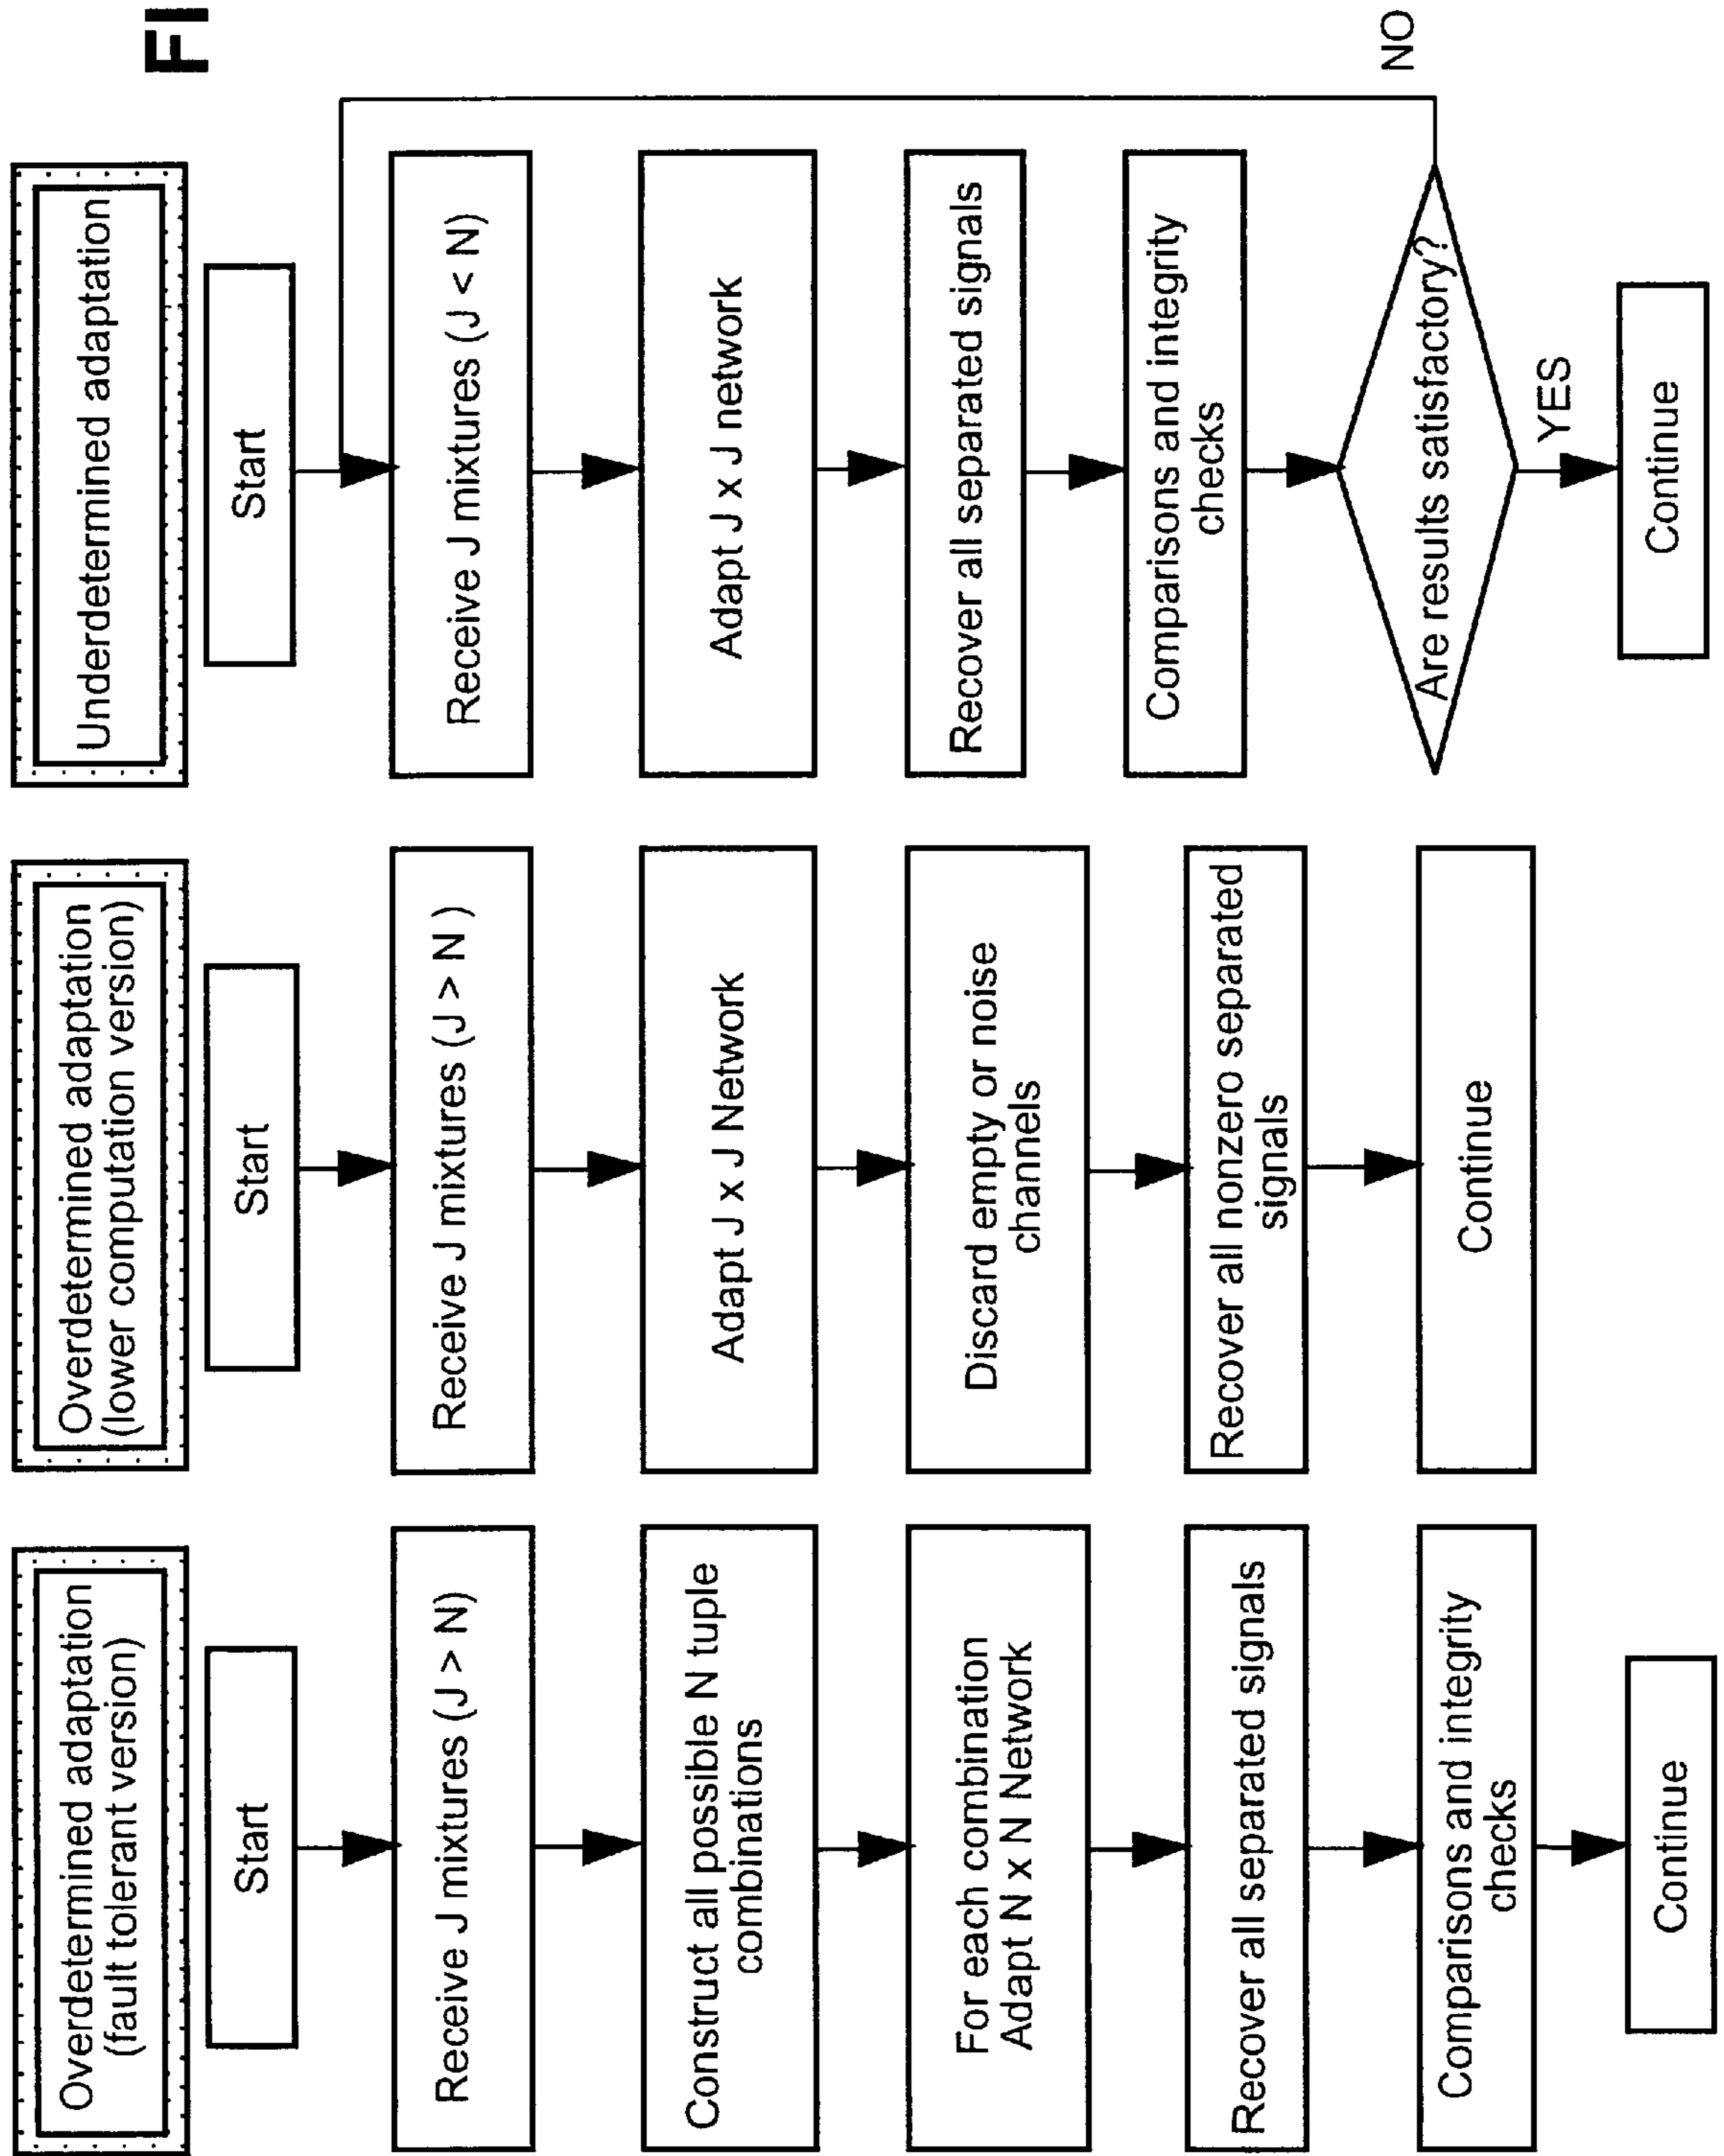 FI
Overdetermined adaptation
(fault tolerant version)
Start
Receive J mixtures (J > N)
Construct all possible N tuple
combinations
For each combination
Adapt N x N Network
Recover all separated signals
Comparisons and integrity
checks
Continue
Overdetermined adaptation
(lower computation version)
Start
Receive J mixtures (J > N )
Adapt J x J Network
Discard empty or noise
channels
Recover all nonzero separated
signals
Continue
Underdetermined adaptation
Start
Receive J mixtures (J < N)
Adapt J x J network
Recover all separated signals
Comparisons and integrity
checks
Are results satisfactory?
NO
YES
Continue